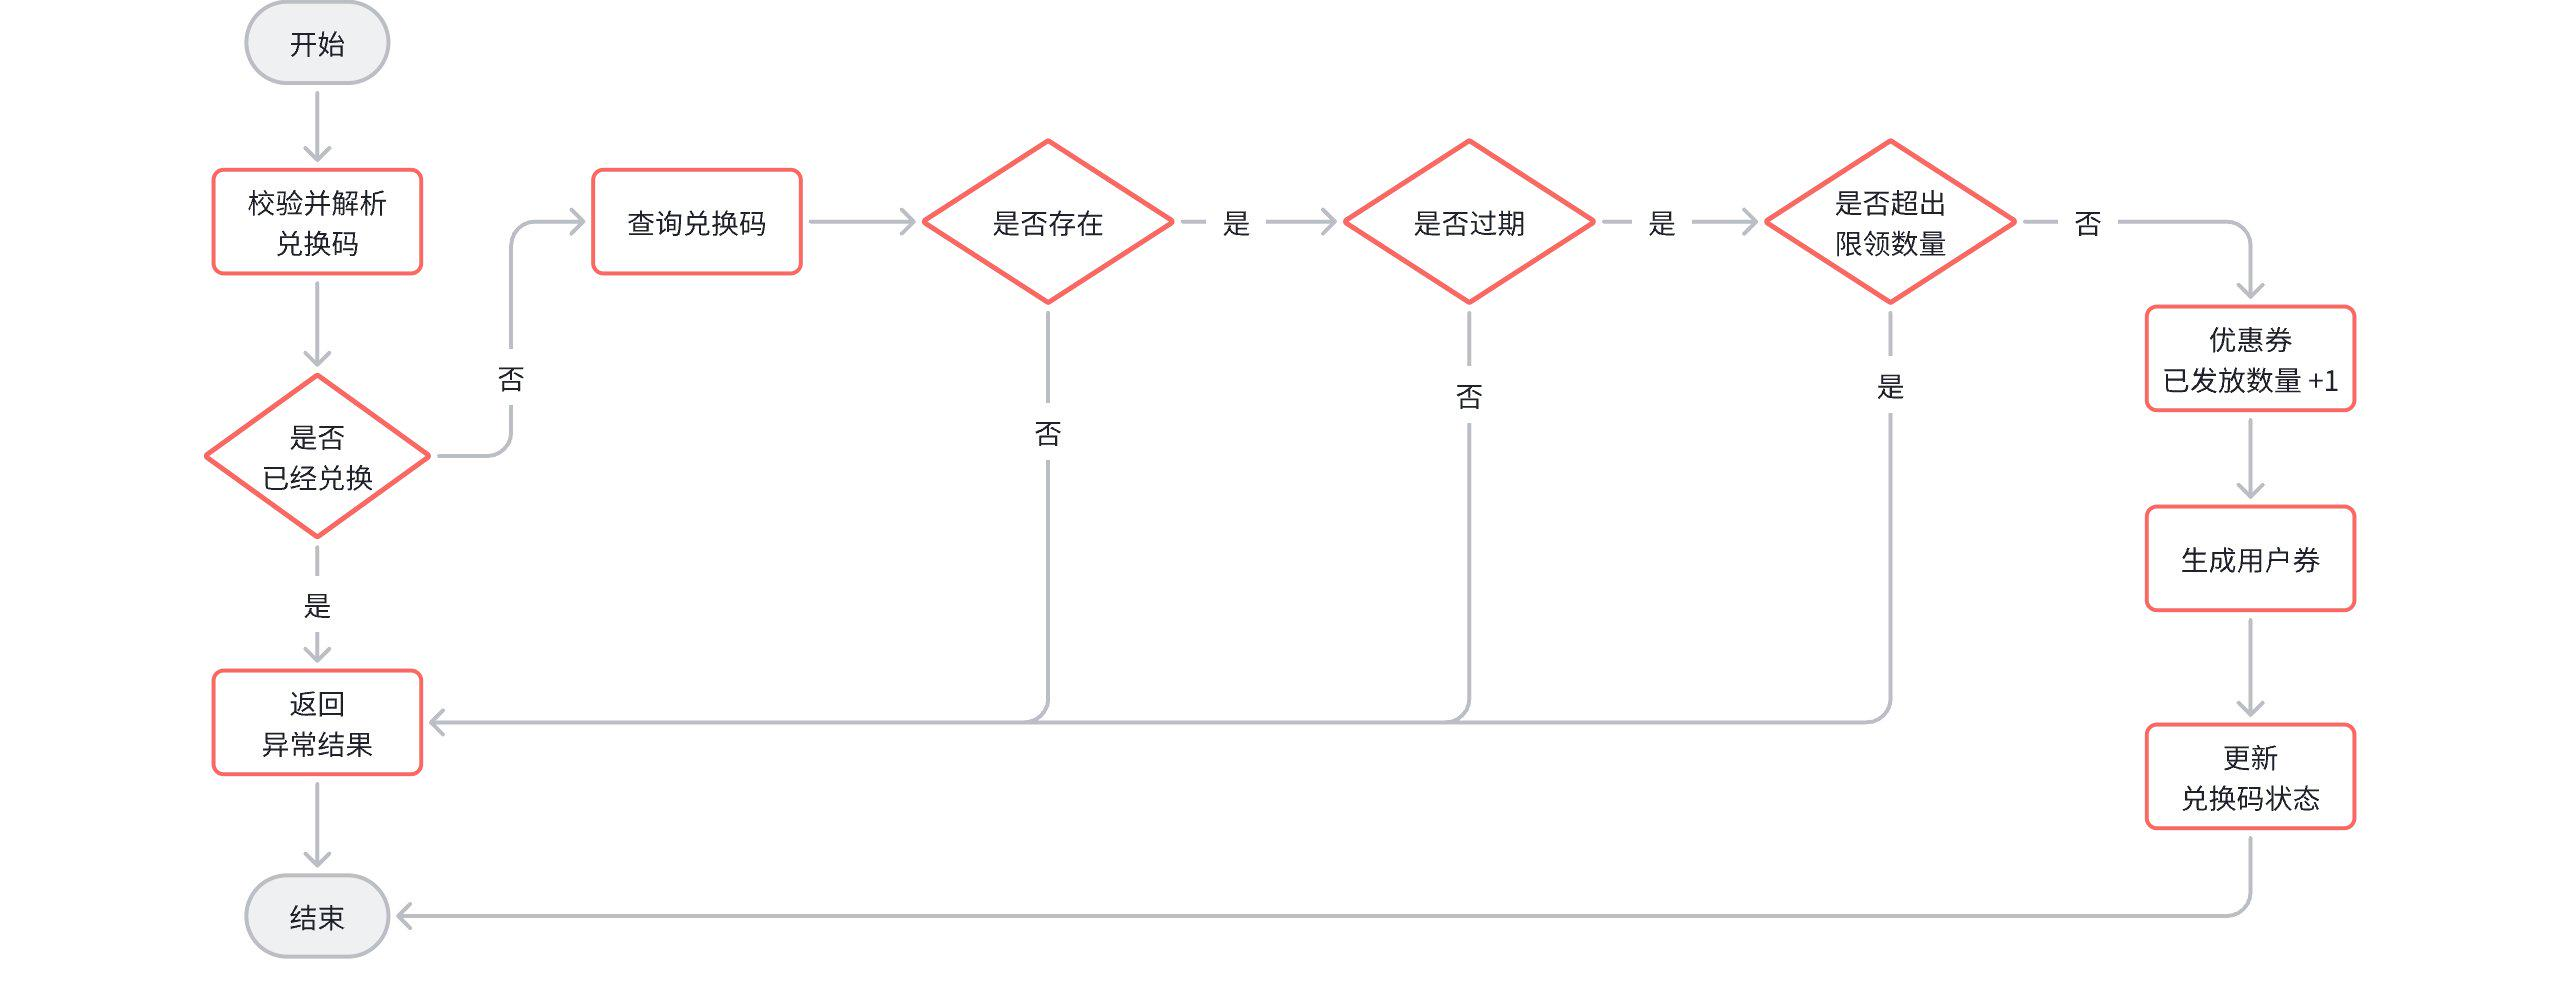 开始
校验并解析
兑换码
查询兑换码
是否存在
是
是否过期
是
是否超出
限领数量
否
优惠券
已发放数量 +1
否
否
否
是
是否
已经兑换
生成用户券
是
返回
异常结果
更新
兑换码状态
结束